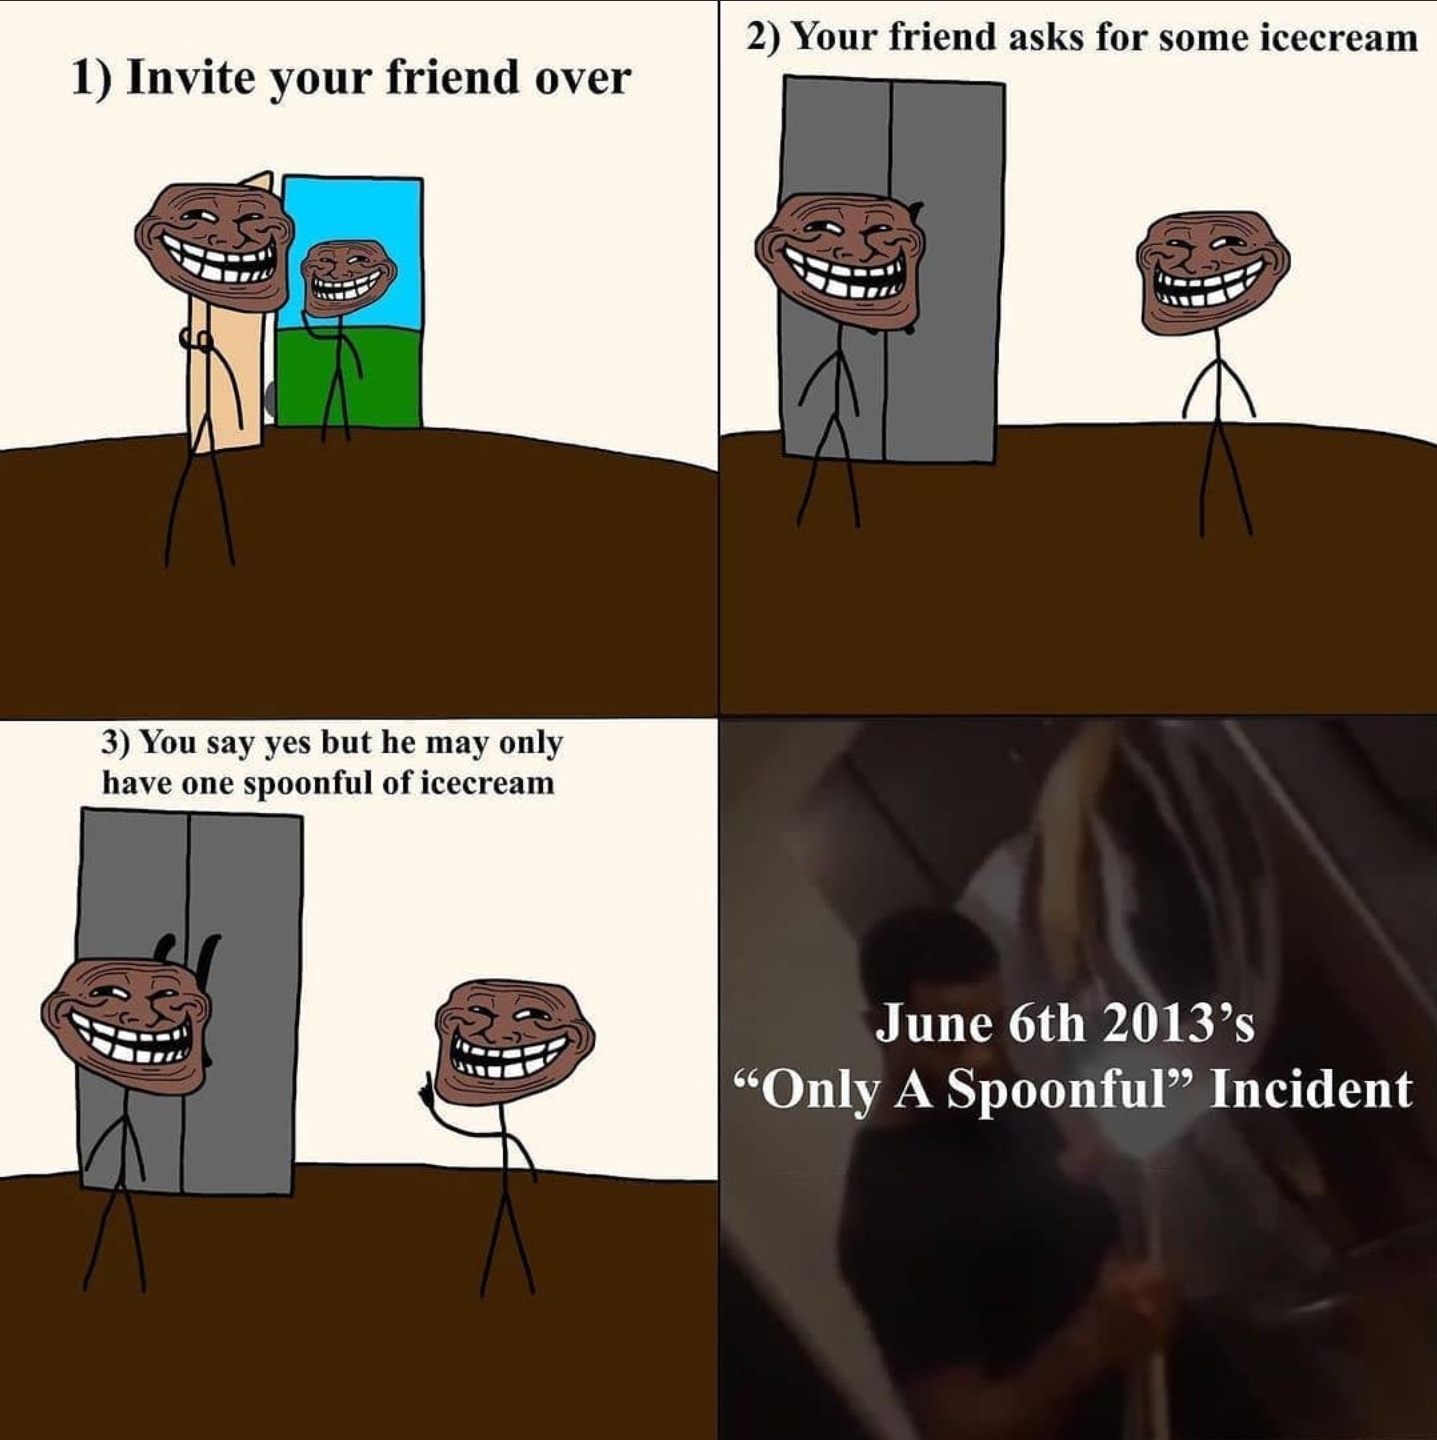 1) Invite your friend over
2) Your friend asks for some icecream
3) You say yes but he may only
have one spoonful of icecream
June 6th 2013’s
“Only A Spoonful” Incident